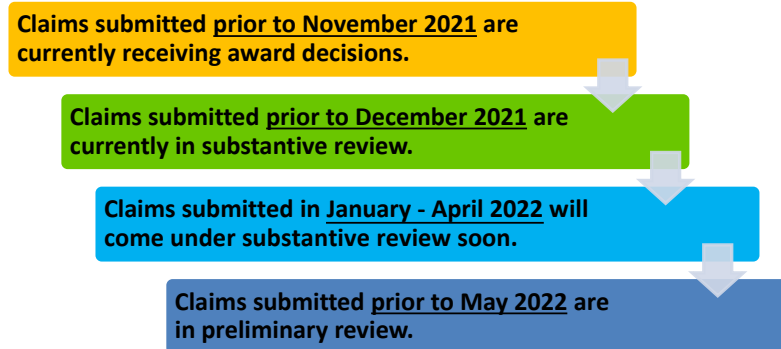 Claims submitted prior to November 2021 are
currently receiving award decisions.
Claims submitted prior to December 2021 are
currently in substantive review.
Claims submitted in January - April 2022 will
come under substantive review soon.
Claims submitted prior to May 2022 are
in preliminary review.